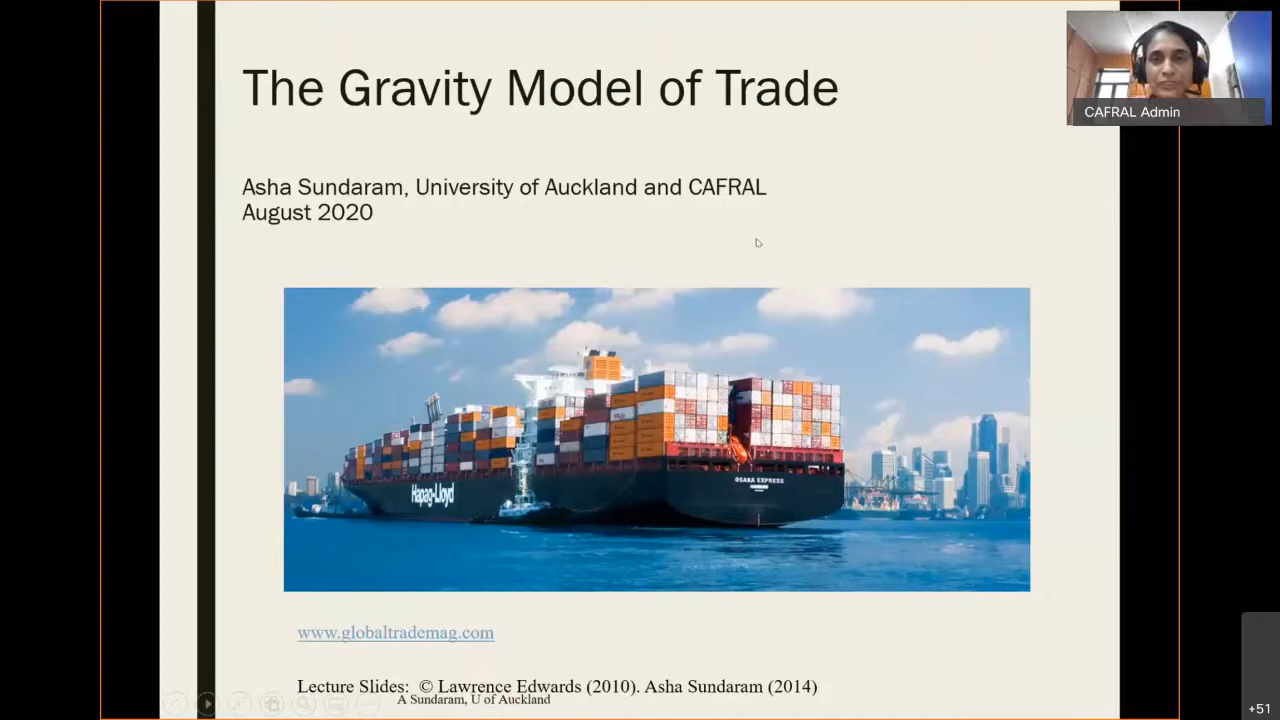 The Gravity Model of Trade
CAFRAL Admin
Asha Sundaram, University of Auckland and CAFRAL
August 2020
OSAKA EXPRESS
Hapag-Lloyd
www.globaltrademag.com
Lecture Slides: © Lawrence Edwards (2010). Asha Sundaram (2014)
A Sundaram, U of Auckland
+51